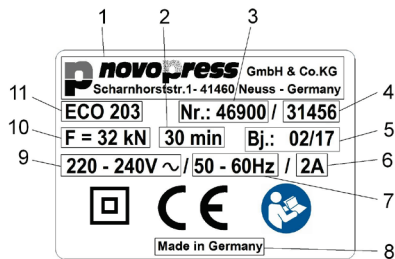 1 2 3
novopress GmbH & Co.KG
Scharnhorststr.1- 41460 Neuss - Germany
11 ECO 203 Nr.: 46900 / 31456 4
10 F = 32 kN 30 min Bj.: 02/17 5
9 220 - 240V ~ / 50 - 60Hz / 2A 6
7
CE
Made in Germany 8